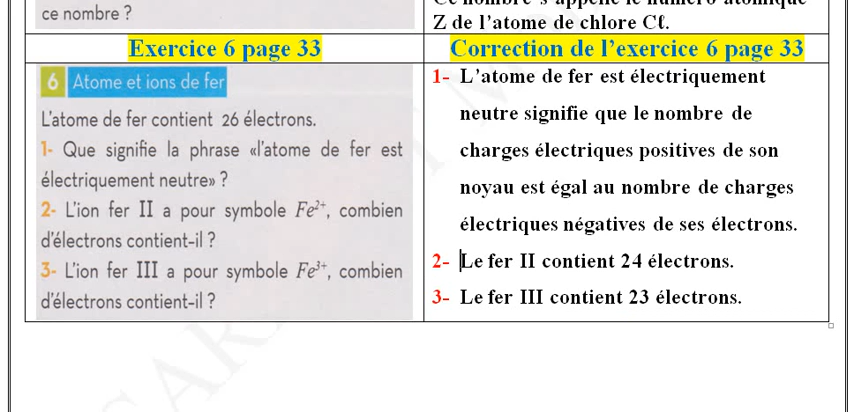 ce nombre ?
Z de l'atome de chlore Cℓ.
Exercice 6 page 33
Correction de l'exercice 6 page 33
6 Atome et ions de fer
L'atome de fer contient 26 électrons.
1- Que signifie la phrase «l'atome de fer est
électriquement neutre» ?
2- L'ion fer II a pour symbole Fe²⁺, combien
d'électrons contient-il ?
3- L'ion fer III a pour symbole Fe³⁺, combien
d'électrons contient-il ?
1- L'atome de fer est électriquement
neutre signifie que le nombre de
charges électriques positives de son
noyau est égal au nombre de charges
électriques négatives de ses électrons.
2- Le fer II contient 24 électrons.
3- Le fer III contient 23 électrons.